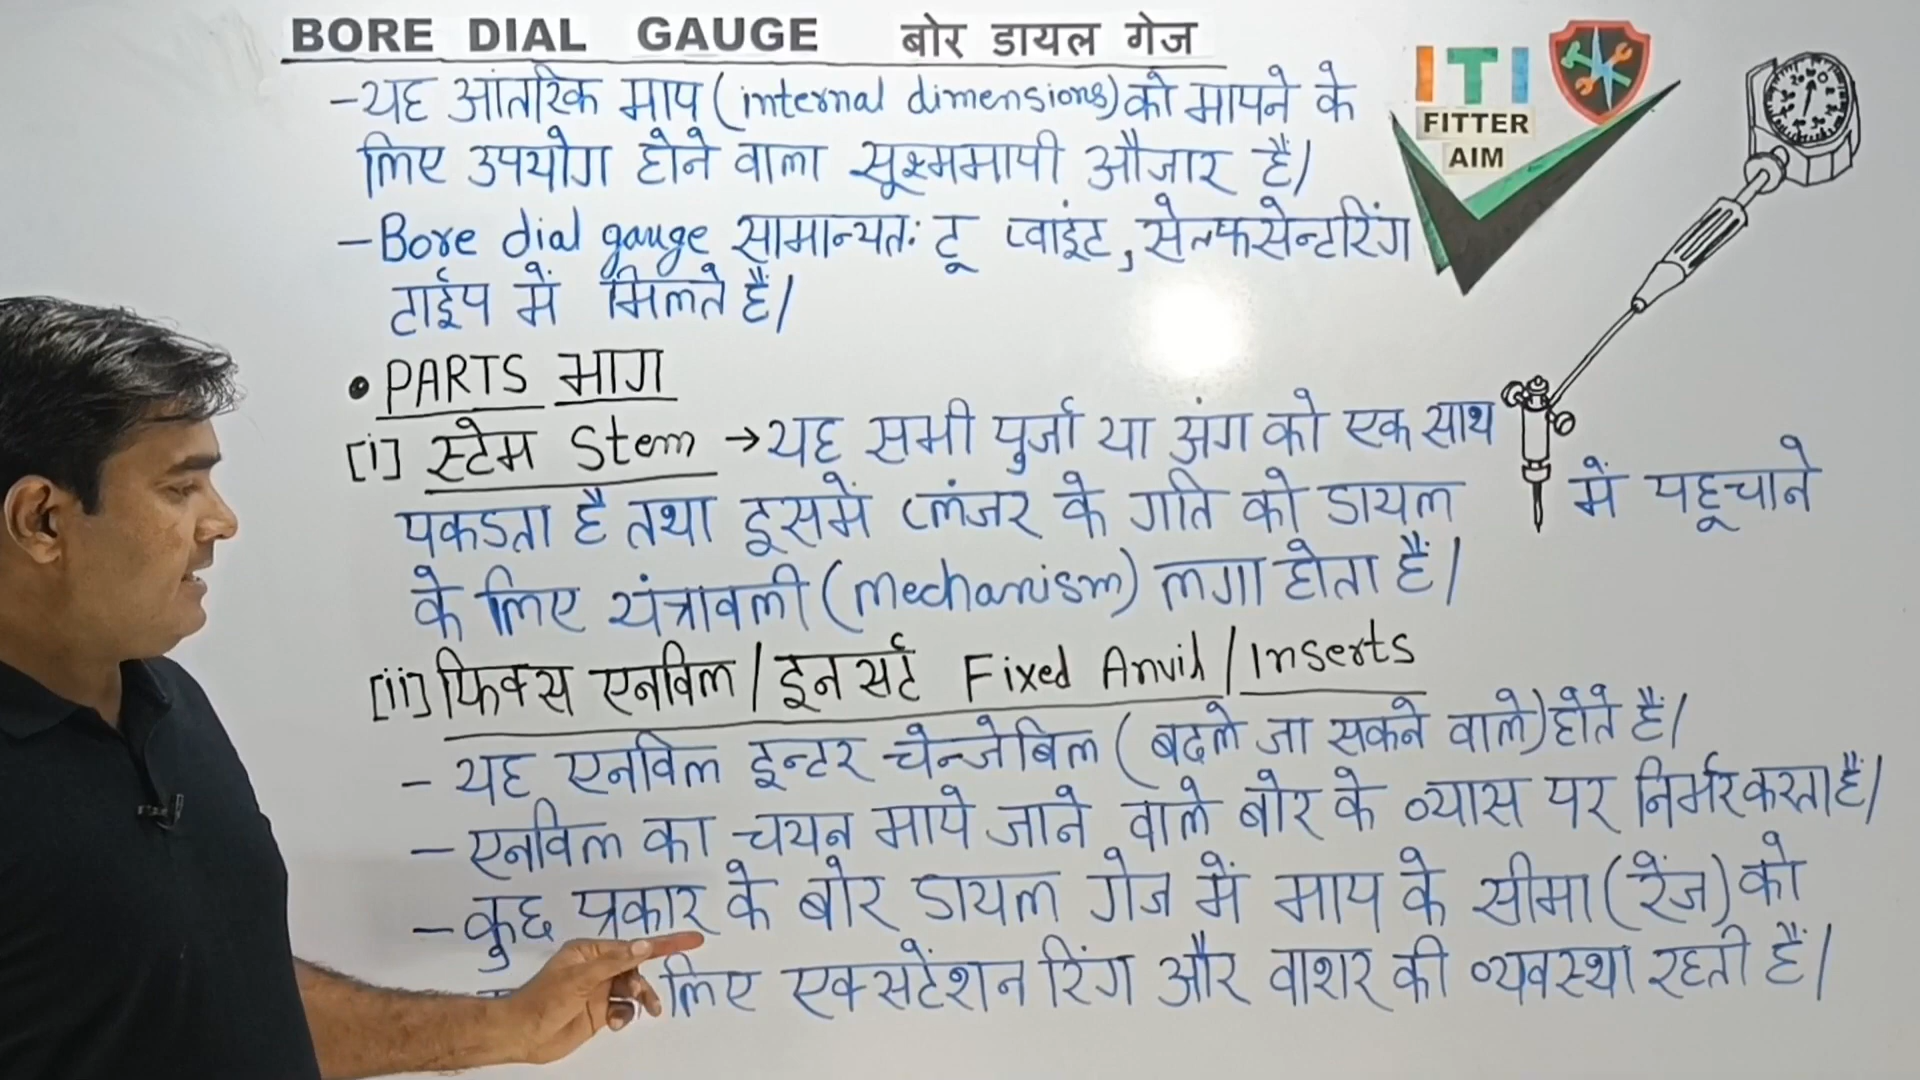 BORE DIAL GAUGE बोर डायल गेज
ITI
FITTER
AIM
-यह आंतरिक माप (internal dimensions) को मापने के
लिए उपयोग होने वाला सूक्ष्ममापी औजार हैं।
-Bore dial gauge सामान्यतः टू प्वाइंट, सेल्फसेन्टरिंग
टाईप में मिलते हैं।
• PARTS भाग
[i] स्टेम Stem →यह सभी पुर्जा या अंग को एक साथ
पकडता है तथा इसमें प्लंजर के गति को डायल में पहूचाने
के लिए यंत्रावली (mechanism) लगा होता हैं।
[ii] फिक्स एनविल / इनसर्ट Fixed Anvil / Inserts
- यह एनविल इन्टर चेन्जेबिल (बदले जा सकने वाले) होते हैं।
- एनविल का चयन मापे जाने वाले बोर के व्यास पर निर्भर करता हैं।
- कुछ प्रकार के बोर डायल गेज में माप के सीमा (रेंज) को
लिए एक्सटेंशन रिंग और वाशर की व्यवस्था रहती हैं।